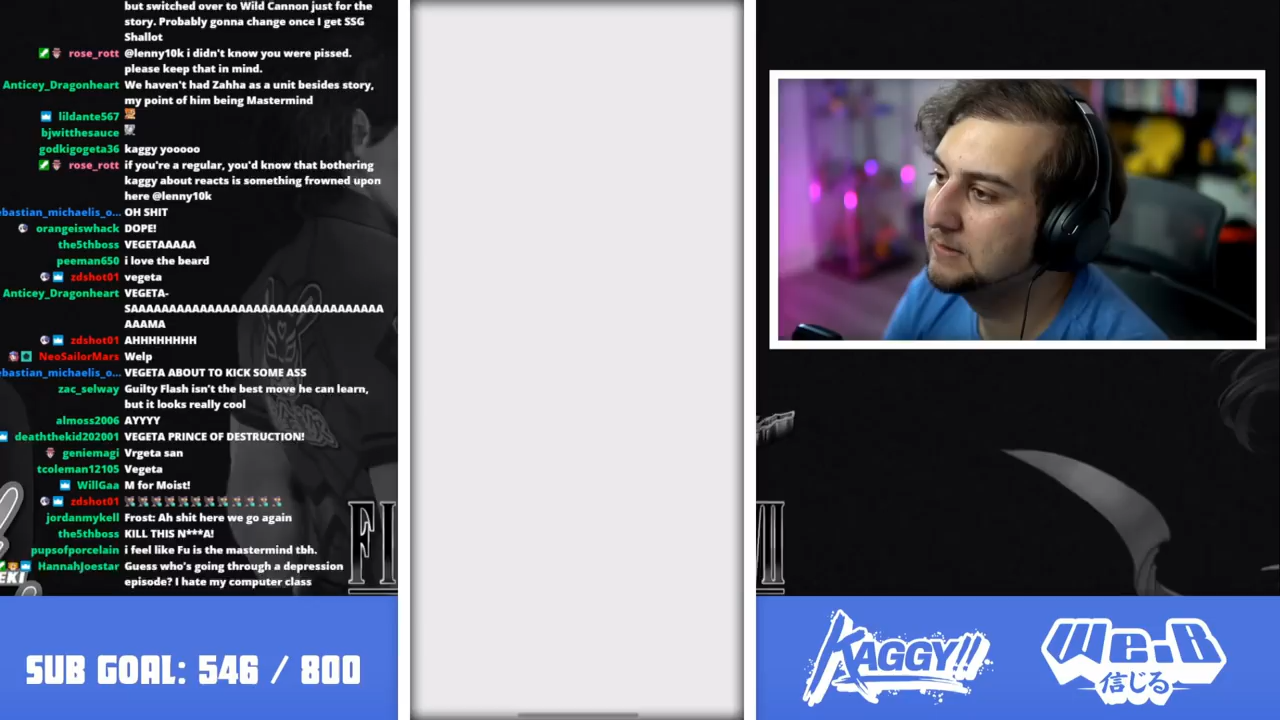 but switched over to Wild Cannon just for the
story. Probably gonna change once I get SSG
Shallot
rose_rott @lenny10k i didn't know you were pissed.
please keep that in mind.
Anticey_Dragonheart We haven't had Zahha as a unit besides story,
my point of him being Mastermind
lildante567
bjwitthesauce
godkigogeta36 kaggy yooooo
rose_rott if you're a regular, you'd know that bothering
kaggy about reacts is something frowned upon
here @lenny10k
ebastian_michaelis_o... OH SHIT
orangeiswhack DOPE!
the5thboss VEGETAAAAA
peeman650 i love the beard
zdshot01 vegeta
Anticey_Dragonheart VEGETA-
SAAAAAAAAAAAAAAAAAAAAAAAAAAAAAAAA
AAAMA
zdshot01 AHHHHHHHH
NeoSailorMars Welp
ebastian_michaelis_o... VEGETA ABOUT TO KICK SOME ASS
zac_selway Guilty Flash isn't the best move he can learn,
but it looks really cool
almoss2006 AYYYY
deaththekid202001 VEGETA PRINCE OF DESTRUCTION!
geniemagi Vrgeta san
tcoleman12105 Vegeta
WillGaa M for Moist!
zdshot01
jordanmykell Frost: Ah shit here we go again
the5thboss KILL THIS N***A!
pupsofporcelain i feel like Fu is the mastermind tbh.
HannahJoestar Guess who's going through a depression
episode? I hate my computer class
EKI
SUB GOAL: 546 / 800
KAGGY!!
We.B
信じる